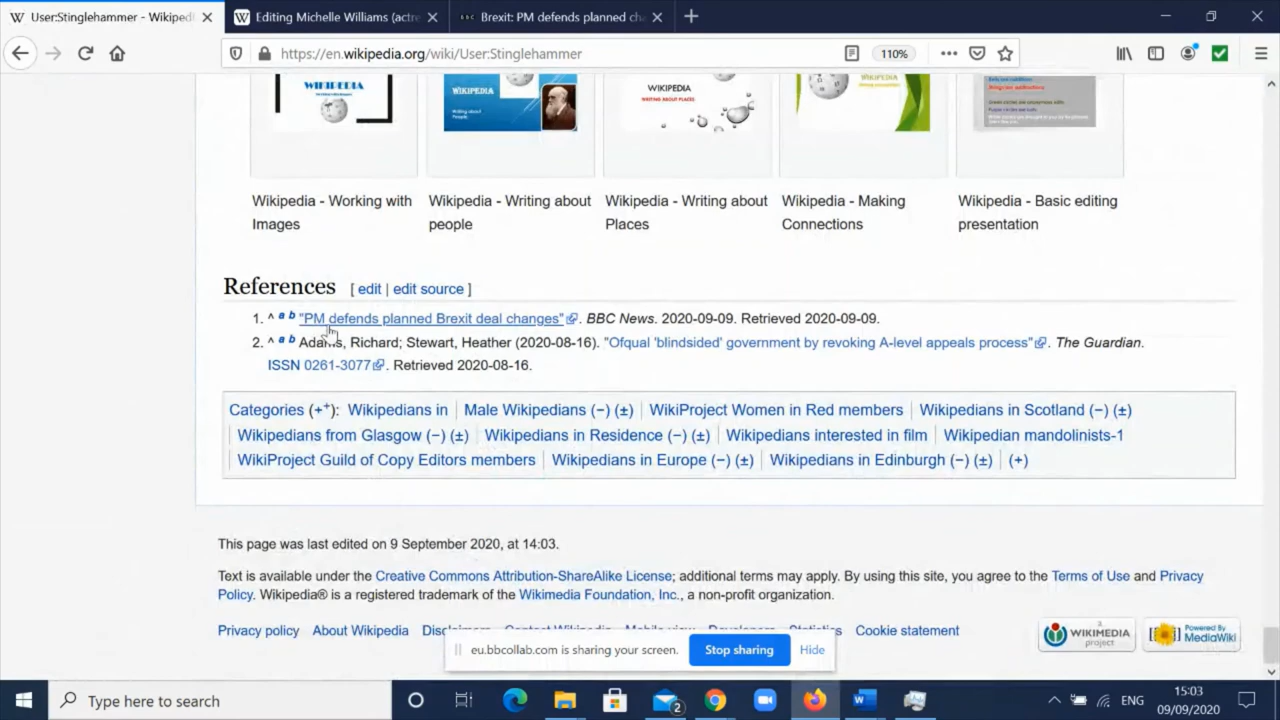 User:Stinglehammer - Wikiped
Editing Michelle Williams (actre
BBC Brexit: PM defends planned ch
https://en.wikipedia.org/wiki/User:Stinglehammer
110%
WIKIPEDIA
WIKIPEDIA
Writing about
People
WIKIPEDIA
WRITING ABOUT PLACES
WIKIPEDIA
Wikipedia - Working with Images
Wikipedia - Writing about people
Wikipedia - Writing about Places
Wikipedia - Making Connections
Wikipedia - Basic editing presentation
References [ edit | edit source ]
1. ^ a b "PM defends planned Brexit deal changes". BBC News. 2020-09-09. Retrieved 2020-09-09.
2. ^ a b Adams, Richard; Stewart, Heather (2020-08-16). "Ofqual 'blindsided' government by revoking A-level appeals process". The Guardian.
ISSN 0261-3077. Retrieved 2020-08-16.
Categories (+⁺): Wikipedians in | Male Wikipedians (−) (±) | WikiProject Women in Red members | Wikipedians in Scotland (−) (±)
| Wikipedians from Glasgow (−) (±) | Wikipedians in Residence (−) (±) | Wikipedians interested in film | Wikipedian mandolinists-1
| WikiProject Guild of Copy Editors members | Wikipedians in Europe (−) (±) | Wikipedians in Edinburgh (−) (±) | (+)
This page was last edited on 9 September 2020, at 14:03.
Text is available under the Creative Commons Attribution-ShareAlike License; additional terms may apply. By using this site, you agree to the Terms of Use and Privacy
Policy. Wikipedia® is a registered trademark of the Wikimedia Foundation, Inc., a non-profit organization.
Privacy policy About Wikipedia Disclaimers Contact Wikipedia Mobile view Developers Statistics Cookie statement
A WIKIMEDIA project
Powered By MediaWiki
eu.bbcollab.com is sharing your screen. Stop sharing Hide
Type here to search
2
ENG
15:03
09/09/2020